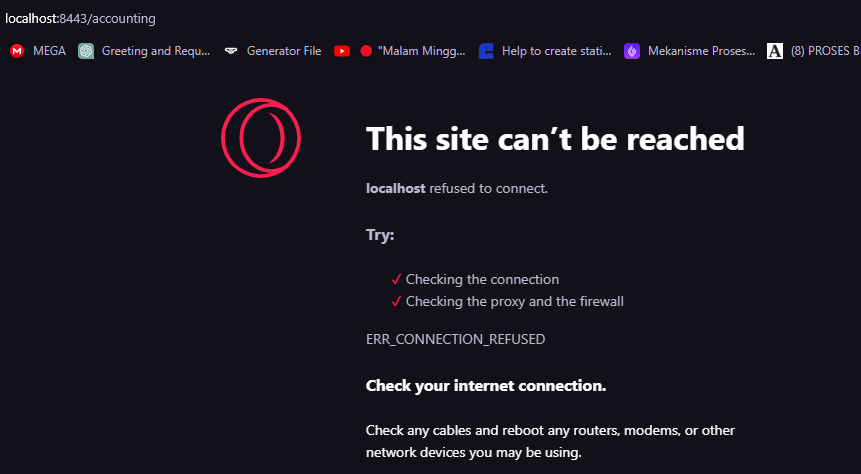 localhost:8443/accounting
MEGA Greeting and Requ... Generator File "Malam Mingg... Help to create stati... Mekanisme Proses... (8) PROSES B
This site can’t be reached
localhost refused to connect.
Try:
✓ Checking the connection
✓ Checking the proxy and the firewall
ERR_CONNECTION_REFUSED
Check your internet connection.
Check any cables and reboot any routers, modems, or other
network devices you may be using.